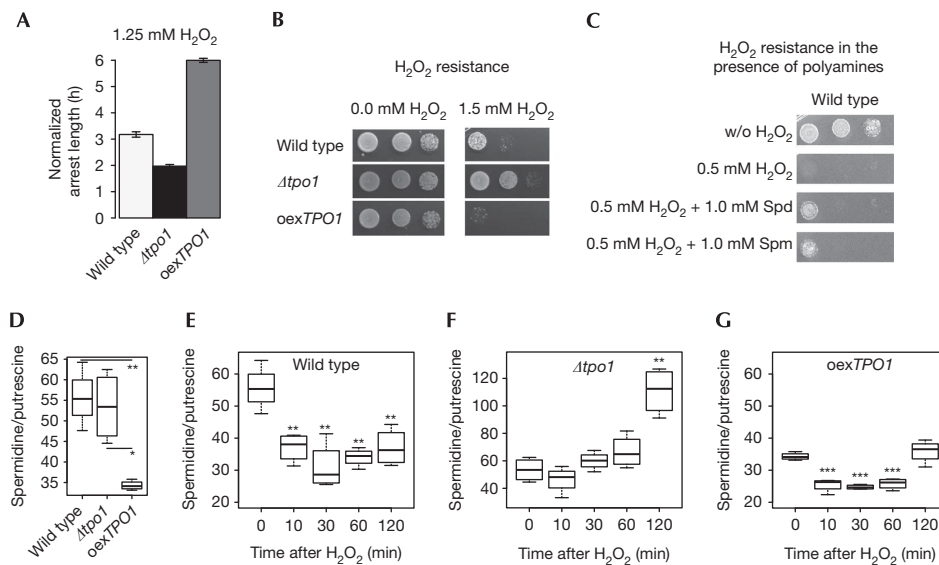 A
1.25 mM H2O2
Normalized
arrest length (h)
6
5
4
3
2
1
0
Wild type
Δtpo1
oexTPO1
B
H2O2 resistance
0.0 mM H2O2
1.5 mM H2O2
Wild type
Δtpo1
oexTPO1
C
H2O2 resistance in the
presence of polyamines
Wild type
w/o H2O2
0.5 mM H2O2
0.5 mM H2O2 + 1.0 mM Spd
0.5 mM H2O2 + 1.0 mM Spm
D
Spermidine/putrescine
65
60
55
50
45
40
35
**
*
Wild type
Δtpo1
oexTPO1
E
Spermidine/putrescine
Wild type
60
50
40
30
20
** ** ** **
0 10 30 60 120
Time after H2O2 (min)
F
Spermidine/putrescine
Δtpo1
120
100
80
60
40
**
0 10 30 60 120
Time after H2O2 (min)
G
Spermidine/putrescine
oexTPO1
60
50
40
30
20
*** *** ***
0 10 30 60 120
Time after H2O2 (min)